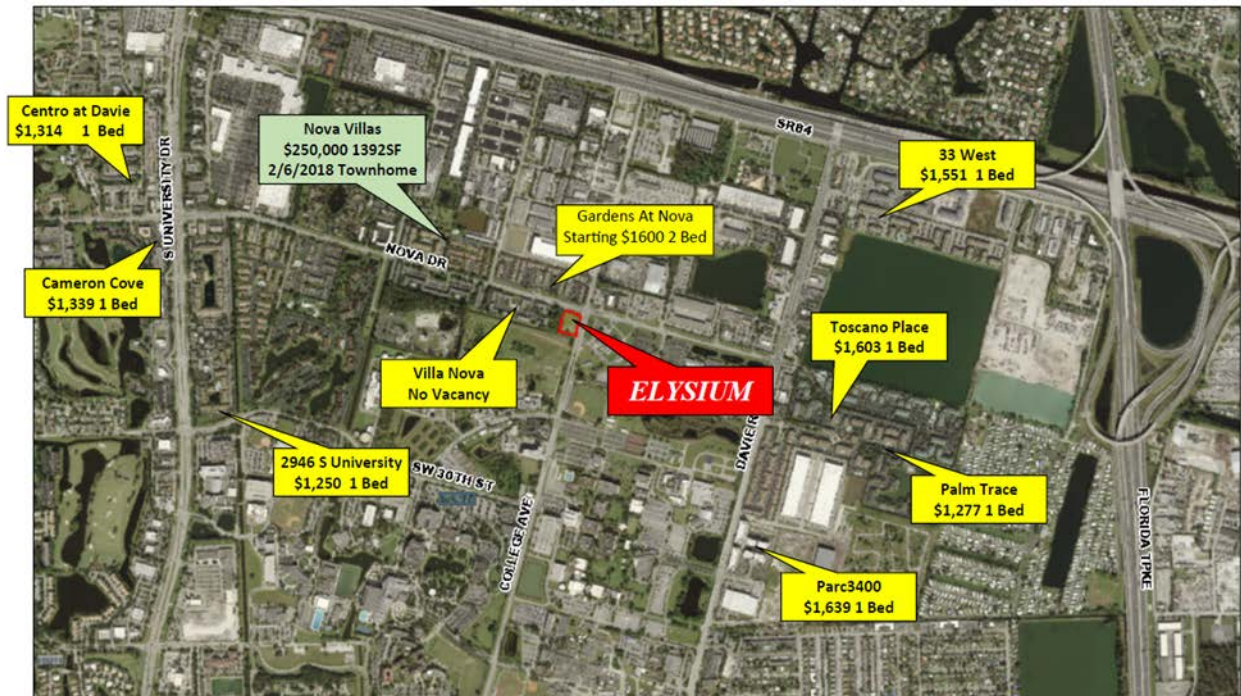 SR84
Centro at Davie
$1,314 1 Bed
Nova Villas
$250,000 1392SF
2/6/2018 Townhome
33 West
$1,551 1 Bed
S UNIVERSITY DR
Gardens At Nova
Starting $1600 2 Bed
NOVA DR
Cameron Cove
$1,339 1 Bed
Toscano Place
$1,603 1 Bed
Villa Nova
No Vacancy
ELYSIUM
DAVIE R
2946 S University
$1,250 1 Bed
SW 30TH ST
Palm Trace
$1,277 1 Bed
COLLEGE AVE
FLORIDA TPKE
Parc3400
$1,639 1 Bed